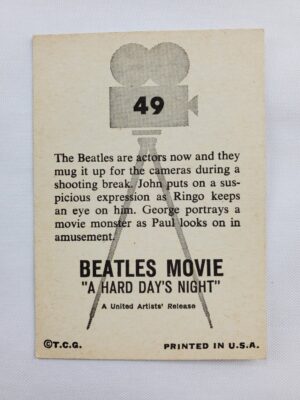 49
The Beatles are actors now and they
mug it up for the cameras during a
shooting break. John puts on a sus-
picious expression as Ringo keeps
an eye on him. George portrays a
movie monster as Paul looks on in
amusement.
BEATLES MOVIE
"A HARD DAY'S NIGHT"
A United Artists' Release
©T.C.G. PRINTED IN U.S.A.